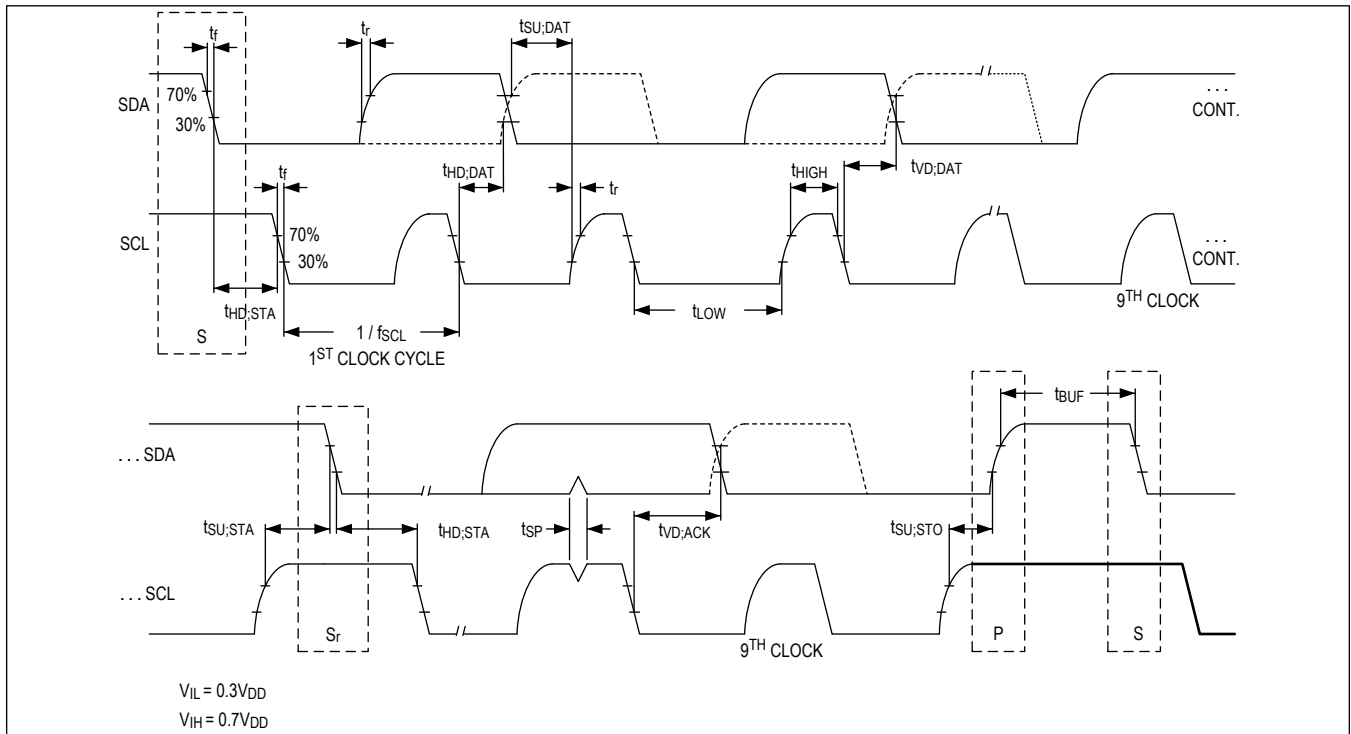 tf
tr
tSU;DAT
70%
30%
SDA
...
CONT.
tHD;DAT
tf
tr
tHIGH
tVD;DAT
70%
30%
SCL
...
CONT.
tHD;STA
tLOW
9TH CLOCK
S
1 / fSCL
1ST CLOCK CYCLE
tBUF
... SDA
tSU;STA
tHD;STA
tSP
tVD;ACK
tSU;STO
... SCL
Sr
P
S
9TH CLOCK
VIL = 0.3VDD
VIH = 0.7VDD